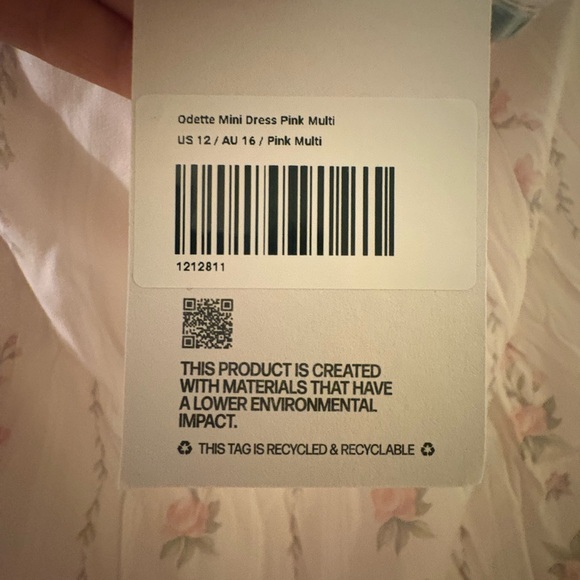 Odette Mini Dress Pink Multi
US 12 / AU 16 / Pink Multi
1212811
THIS PRODUCT IS CREATED
WITH MATERIALS THAT HAVE
A LOWER ENVIRONMENTAL
IMPACT.
THIS TAG IS RECYCLED & RECYCLABLE